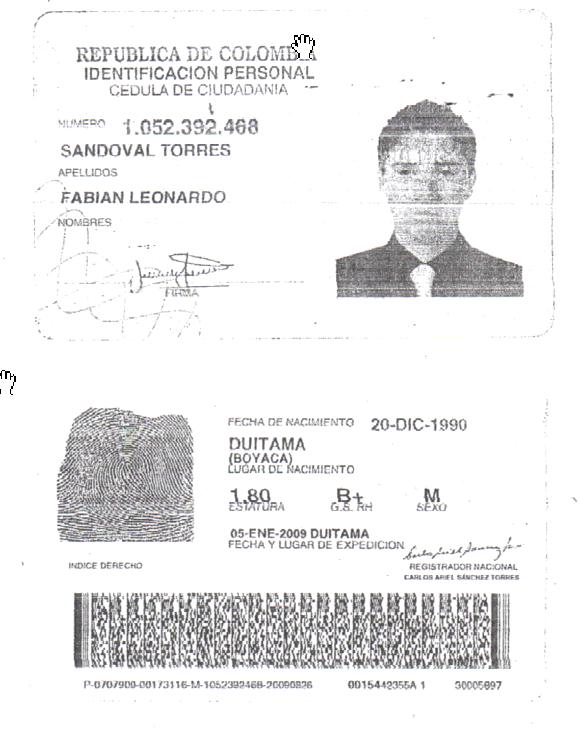 REPUBLICA DE COLOMBIA
IDENTIFICACION PERSONAL
CEDULA DE CIUDADANIA
NUMERO 1.052.392.468
SANDOVAL TORRES
APELLIDOS
FABIAN LEONARDO
NOMBRES
FIRMA
FECHA DE NACIMIENTO 20-DIC-1990
DUITAMA
(BOYACA)
LUGAR DE NACIMIENTO
1.80 B+ M
ESTATURA G.S. RH SEXO
05-ENE-2009 DUITAMA
FECHA Y LUGAR DE EXPEDICION
INDICE DERECHO
REGISTRADOR NACIONAL
CARLOS ARIEL SÁNCHEZ TORRES
P-0707900-00173116-M-1052392468-20090826 0015442355A 1 30005697